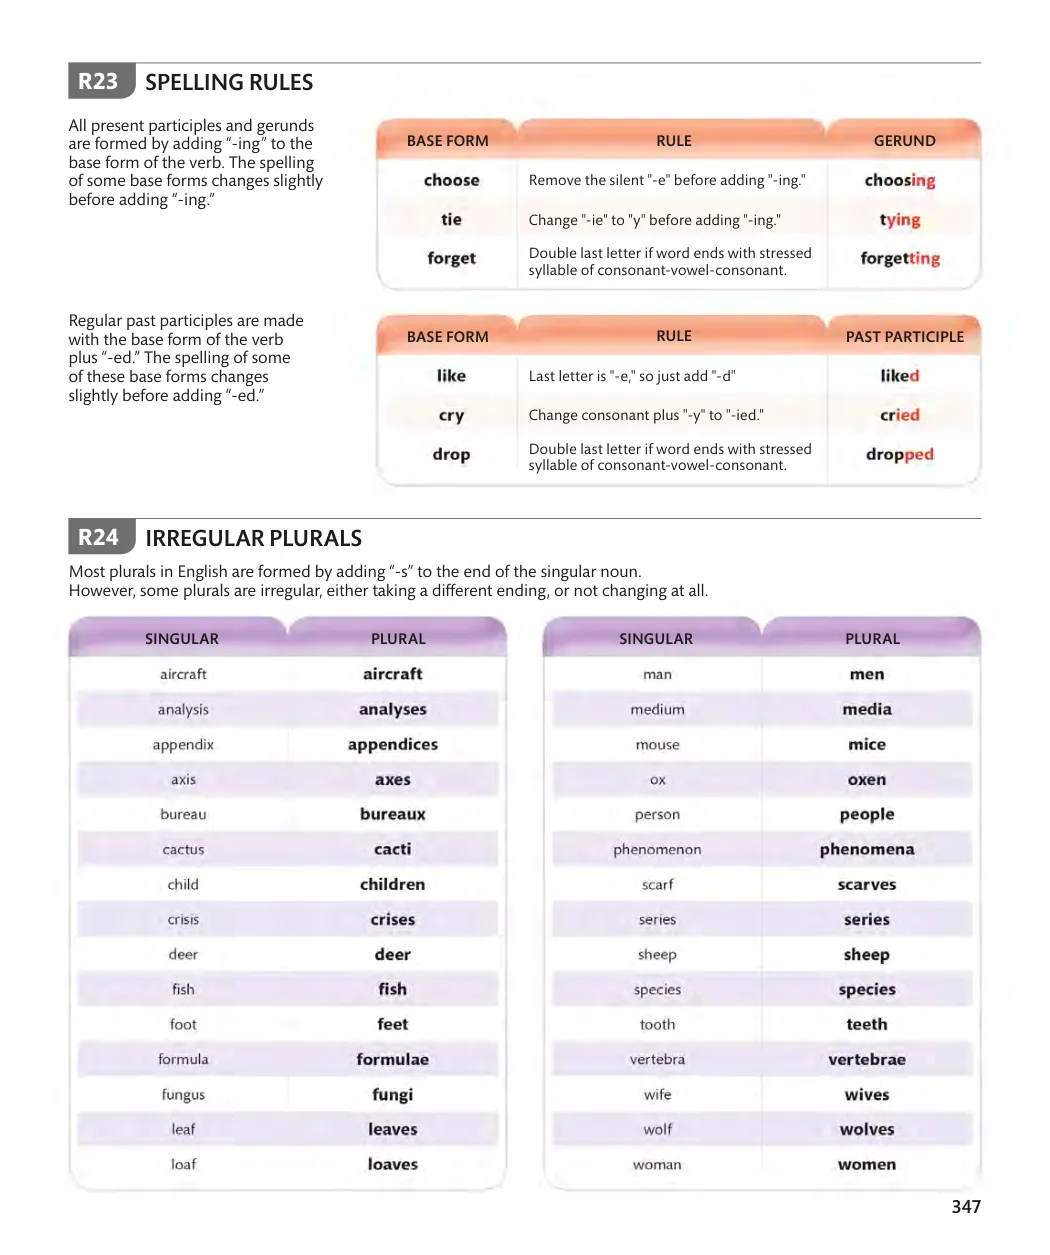 R23 SPELLING RULES
All present participles and gerunds
are formed by adding “-ing” to the
base form of the verb. The spelling
of some base forms changes slightly
before adding “-ing.”
BASE FORM RULE GERUND
choose Remove the silent "-e" before adding "-ing." choosing
tie Change "-ie" to "y" before adding "-ing." tying
forget Double last letter if word ends with stressed syllable of consonant-vowel-consonant. forgetting
Regular past participles are made
with the base form of the verb
plus “-ed.” The spelling of some
of these base forms changes
slightly before adding “-ed.”
BASE FORM RULE PAST PARTICIPLE
like Last letter is "-e," so just add "-d" liked
cry Change consonant plus "-y" to "-ied." cried
drop Double last letter if word ends with stressed syllable of consonant-vowel-consonant. dropped
R24 IRREGULAR PLURALS
Most plurals in English are formed by adding “-s” to the end of the singular noun.
However, some plurals are irregular, either taking a different ending, or not changing at all.
SINGULAR PLURAL
aircraft aircraft
analysis analyses
appendix appendices
axis axes
bureau bureaux
cactus cacti
child children
crisis crises
deer deer
fish fish
foot feet
formula formulae
fungus fungi
leaf leaves
loaf loaves
SINGULAR PLURAL
man men
medium media
mouse mice
ox oxen
person people
phenomenon phenomena
scarf scarves
series series
sheep sheep
species species
tooth teeth
vertebra vertebrae
wife wives
wolf wolves
woman women
347